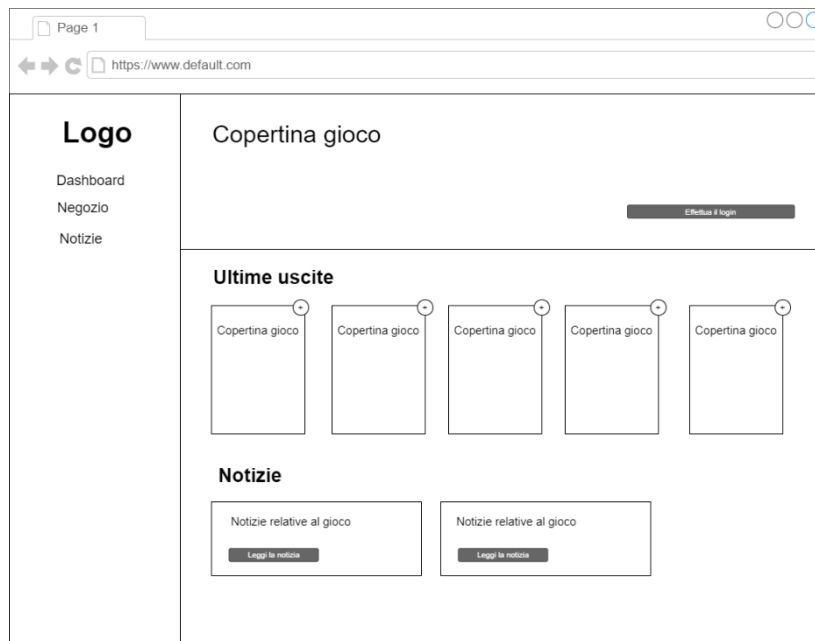 Page 1
https://www.default.com
Logo
Dashboard
Negozio
Notizie
Copertina gioco
Effettua il login
Ultime uscite
+ + + + +
Copertina gioco Copertina gioco Copertina gioco Copertina gioco Copertina gioco
Notizie
Notizie relative al gioco Notizie relative al gioco
Leggi la notizia Leggi la notizia